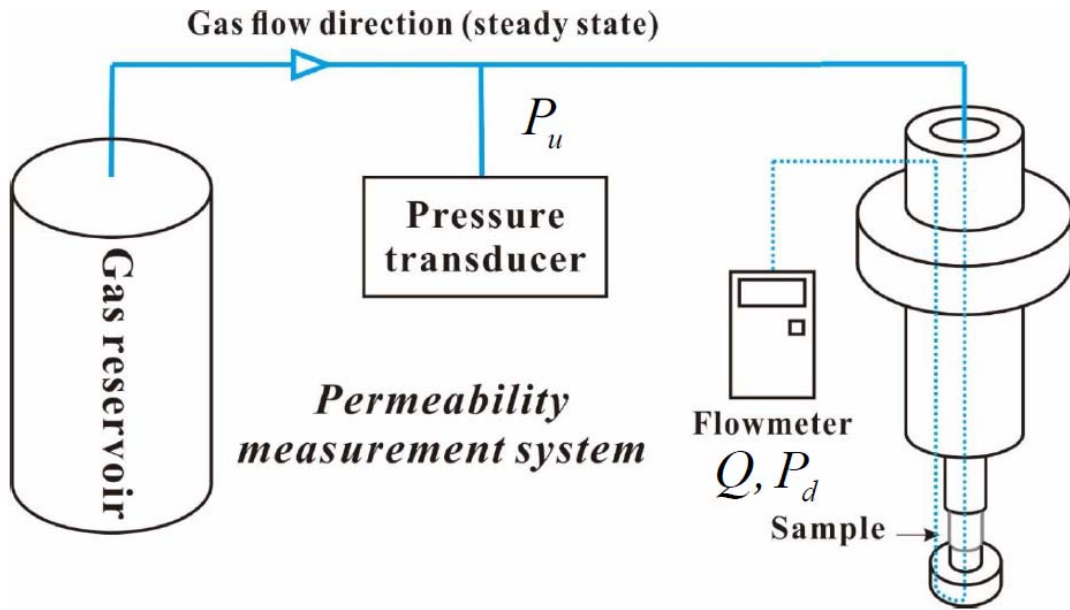 Gas flow direction (steady state)
P_u
Pressure
transducer
Gas reservoir
Permeability
measurement system
Flowmeter
Q, P_d
Sample